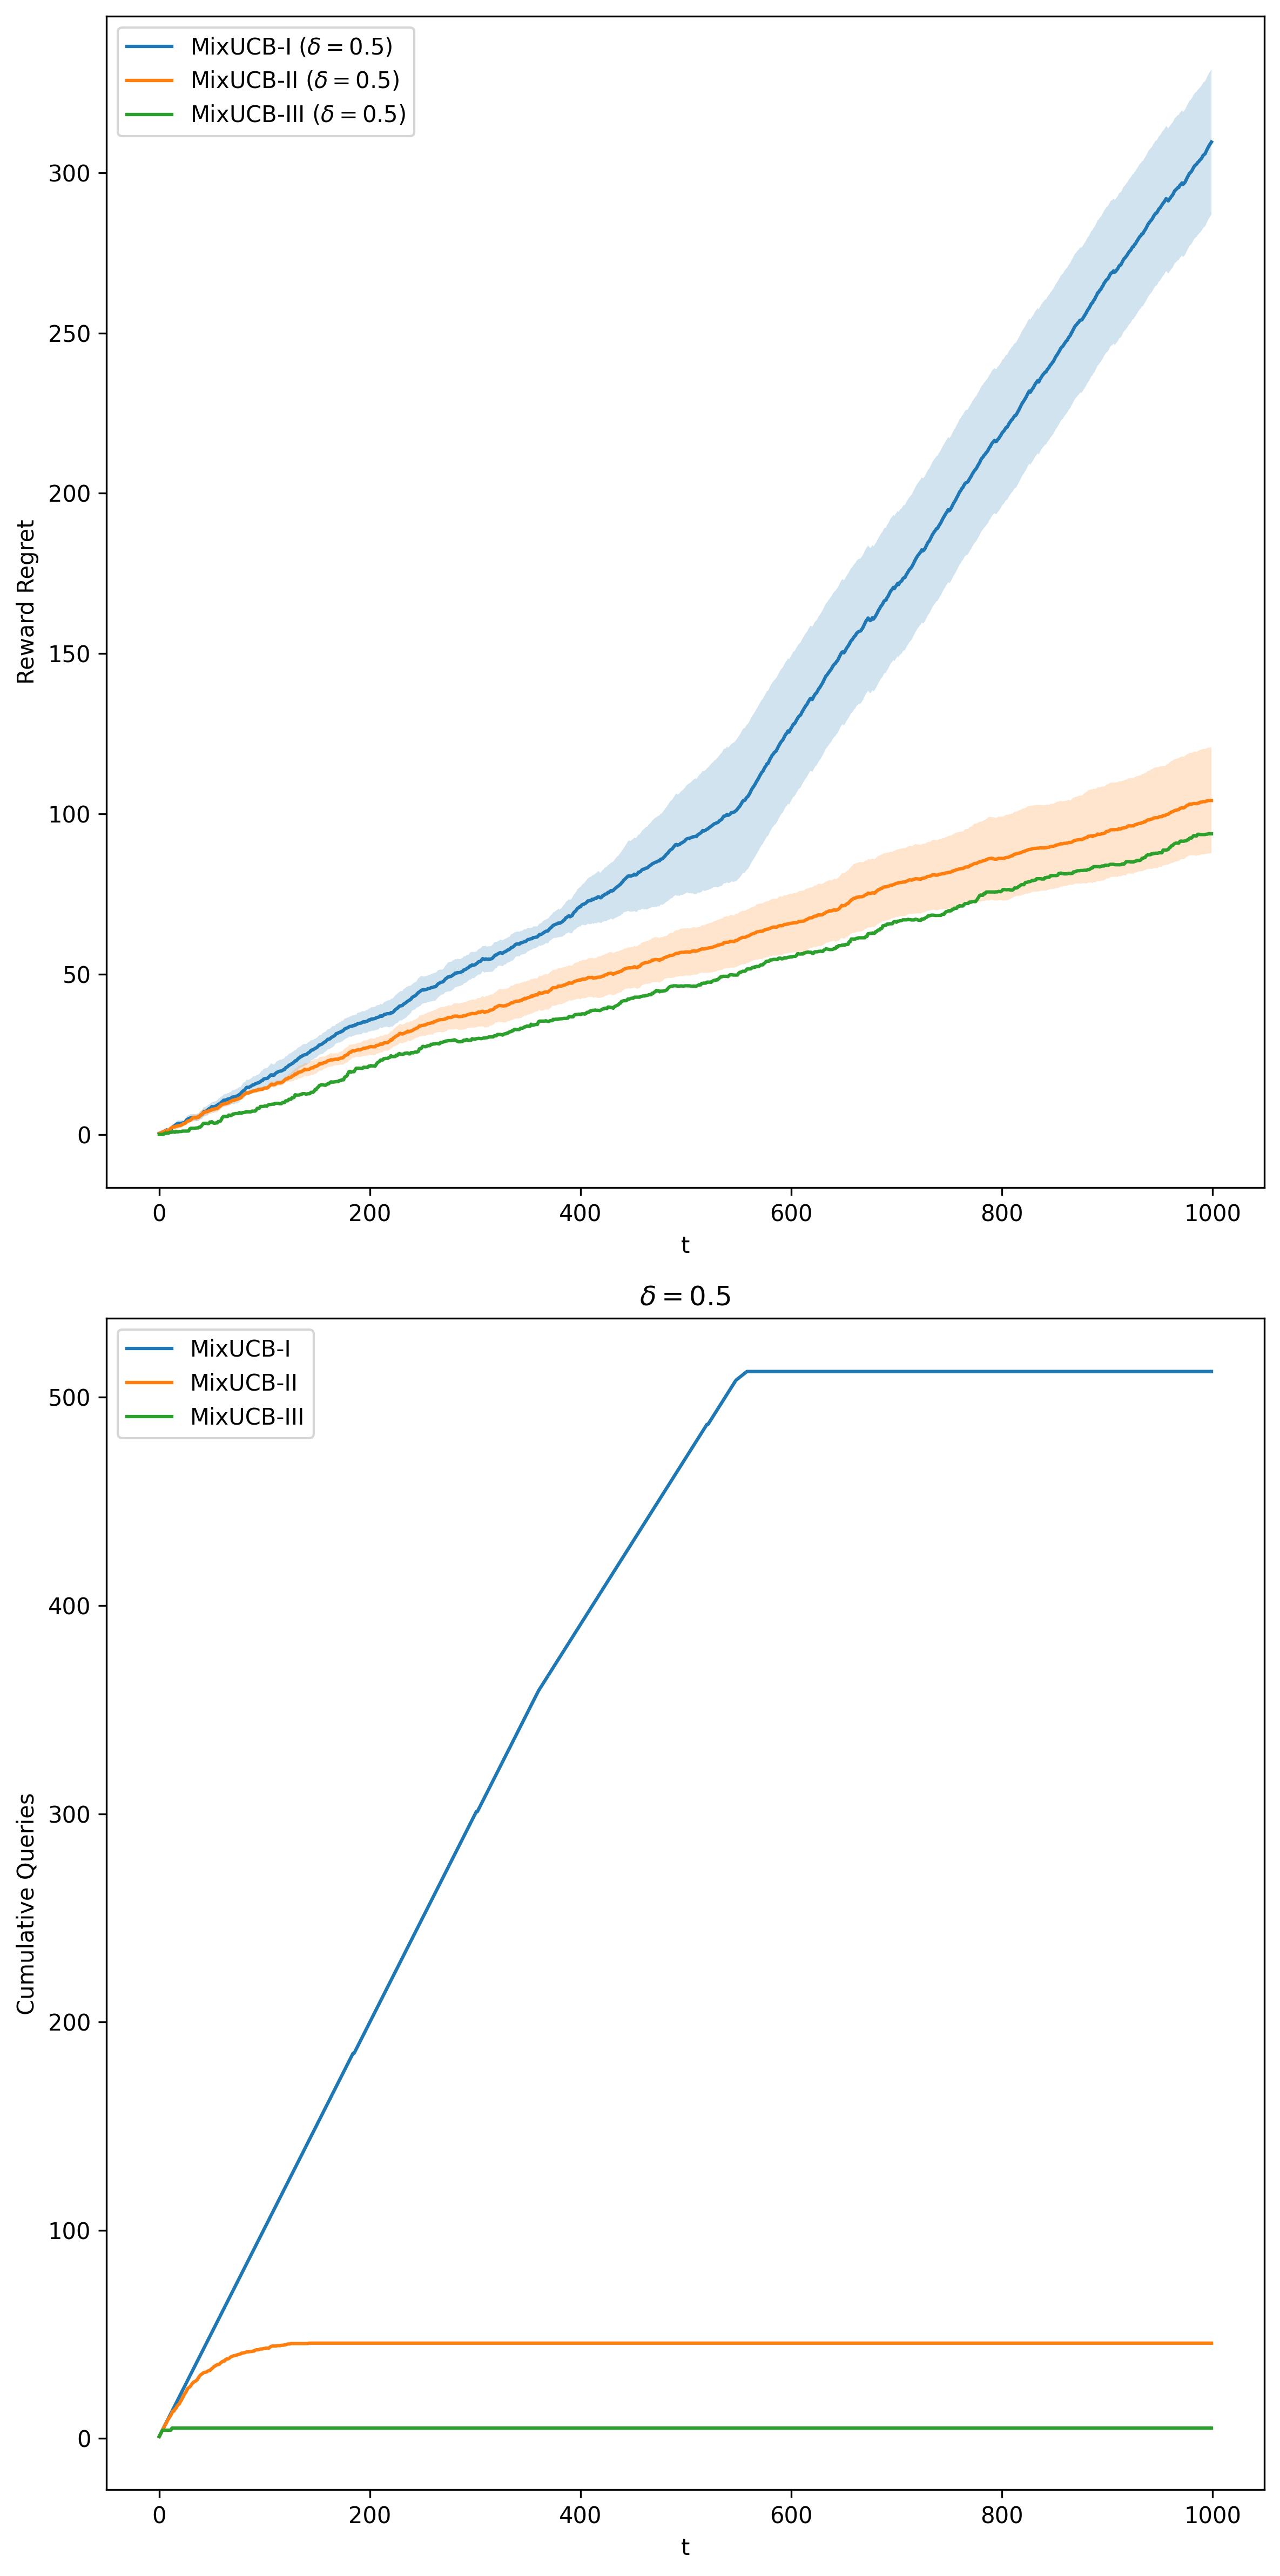 MixUCB-I (δ = 0.5)
MixUCB-II (δ = 0.5)
MixUCB-III (δ = 0.5)
300
250
200
150
100
50
0
Reward Regret
0 200 400 600 800 1000
t
δ = 0.5
MixUCB-I
MixUCB-II
MixUCB-III
500
400
300
200
100
0
Cumulative Queries
0 200 400 600 800 1000
t